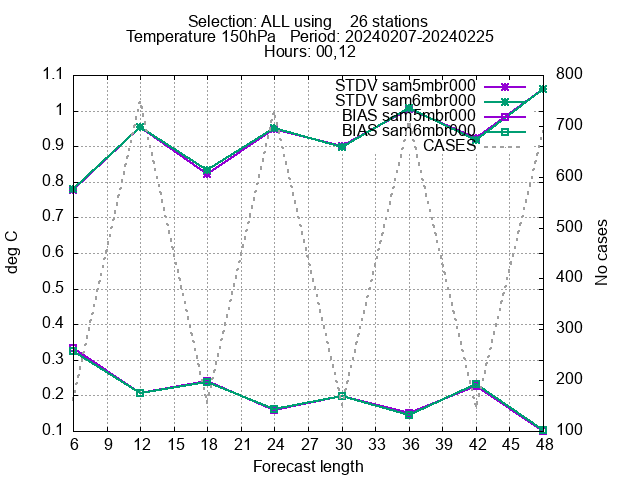 Selection: ALL using    26 stations
Temperature 150hPa   Period: 20240207-20240225
Hours: 00,12
STDV sam5mbr000
STDV sam6mbr000
BIAS sam5mbr000
BIAS sam6mbr000
CASES
1.1
1
0.9
0.8
0.7
0.6
0.5
0.4
0.3
0.2
0.1
deg C
800
700
600
500
400
300
200
100
No cases
6 9 12 15 18 21 24 27 30 33 36 39 42 45 48
Forecast length